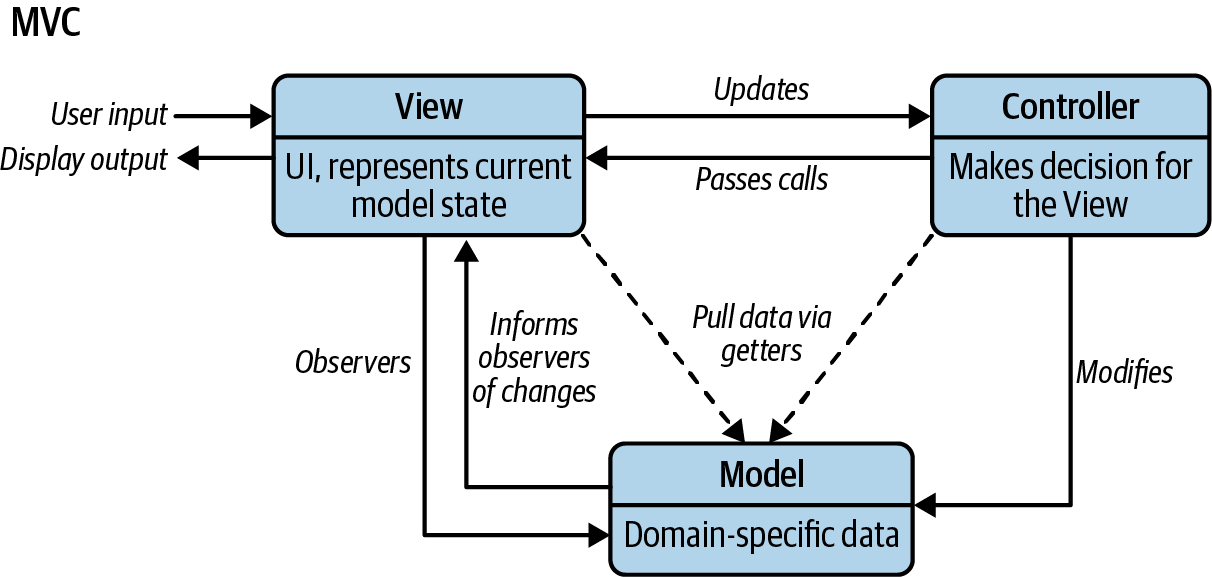 MVC
User input
Display output
View
UI, represents current
model state
Updates
Passes calls
Controller
Makes decision for
the View
Observers
Informs
observers
of changes
Pull data via
getters
Modifies
Model
Domain-specific data